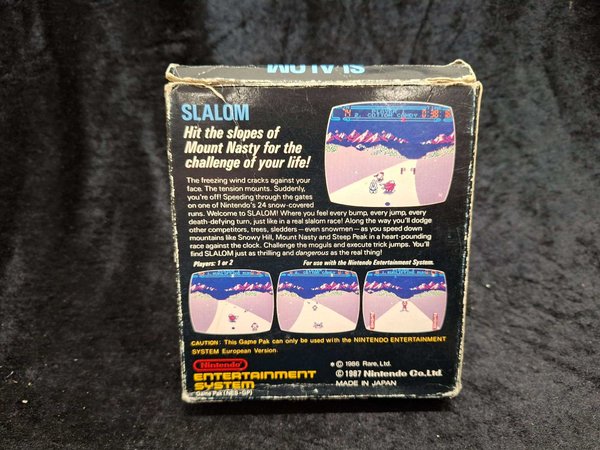 SLALOM
SLALOM
Hit the slopes of
Mount Nasty for the
challenge of your life!
The freezing wind cracks against your
face. The tension mounts. Suddenly,
you're off! Speeding through the gates
on one of Nintendo's 24 snow-covered
runs. Welcome to SLALOM! Where you feel every bump, every jump, every
death-defying turn, just like in a real slalom race! Along the way you'll dodge
other competitors, trees, sledders—even snowmen—as you speed down
mountains like Snowy Hill, Mount Nasty and Steep Peak in a heart-pounding
race against the clock. Challenge the moguls and execute trick jumps. You'll
find SLALOM just as thrilling and dangerous as the real thing!
Players: 1 or 2
For use with the Nintendo Entertainment System.
CAUTION: This Game Pak can only be used with the NINTENDO ENTERTAINMENT
SYSTEM European Version.
Nintendo
ENTERTAINMENT
SYSTEM
Game Pak (NES-GP)
© 1986 Rare, Ltd.
© 1987 Nintendo Co. Ltd.
MADE IN JAPAN